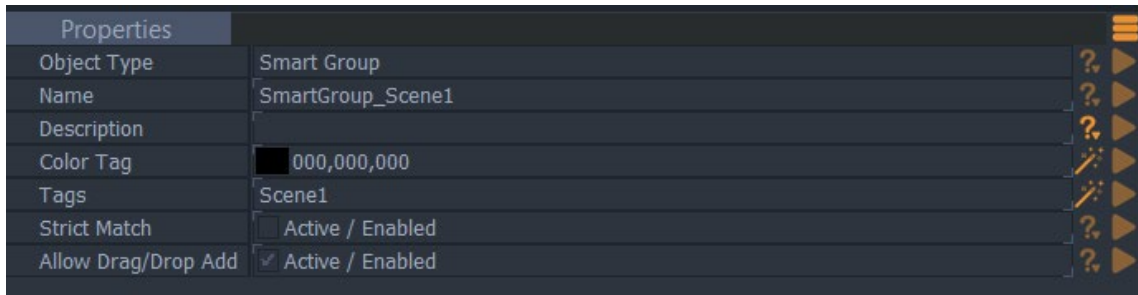 Properties
Object Type Smart Group
Name SmartGroup_Scene1
Description
Color Tag 000,000,000
Tags Scene1
Strict Match Active / Enabled
Allow Drag/Drop Add Active / Enabled